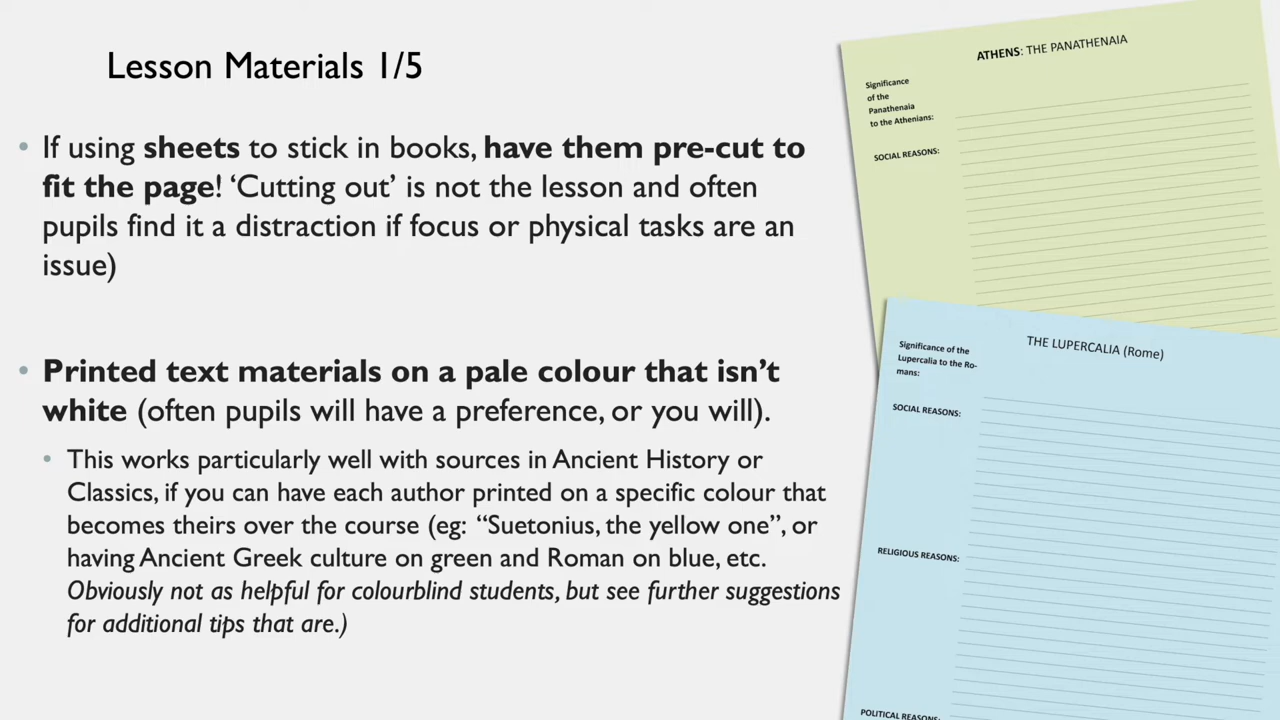 Lesson Materials 1/5
• If using sheets to stick in books, have them pre-cut to
fit the page! ‘Cutting out’ is not the lesson and often
pupils find it a distraction if focus or physical tasks are an
issue)
• Printed text materials on a pale colour that isn’t
white (often pupils will have a preference, or you will).
• This works particularly well with sources in Ancient History or
Classics, if you can have each author printed on a specific colour that
becomes theirs over the course (eg: “Suetonius, the yellow one”, or
having Ancient Greek culture on green and Roman on blue, etc.
Obviously not as helpful for colourblind students, but see further suggestions
for additional tips that are.)
ATHENS: THE PANATHENAIA
Significance
of the
Panathenaia
to the Athenians:
SOCIAL REASONS:
THE LUPERCALIA (Rome)
Significance of the
Lupercalia to the Ro-
mans:
SOCIAL REASONS:
RELIGIOUS REASONS:
POLITICAL REASONS: